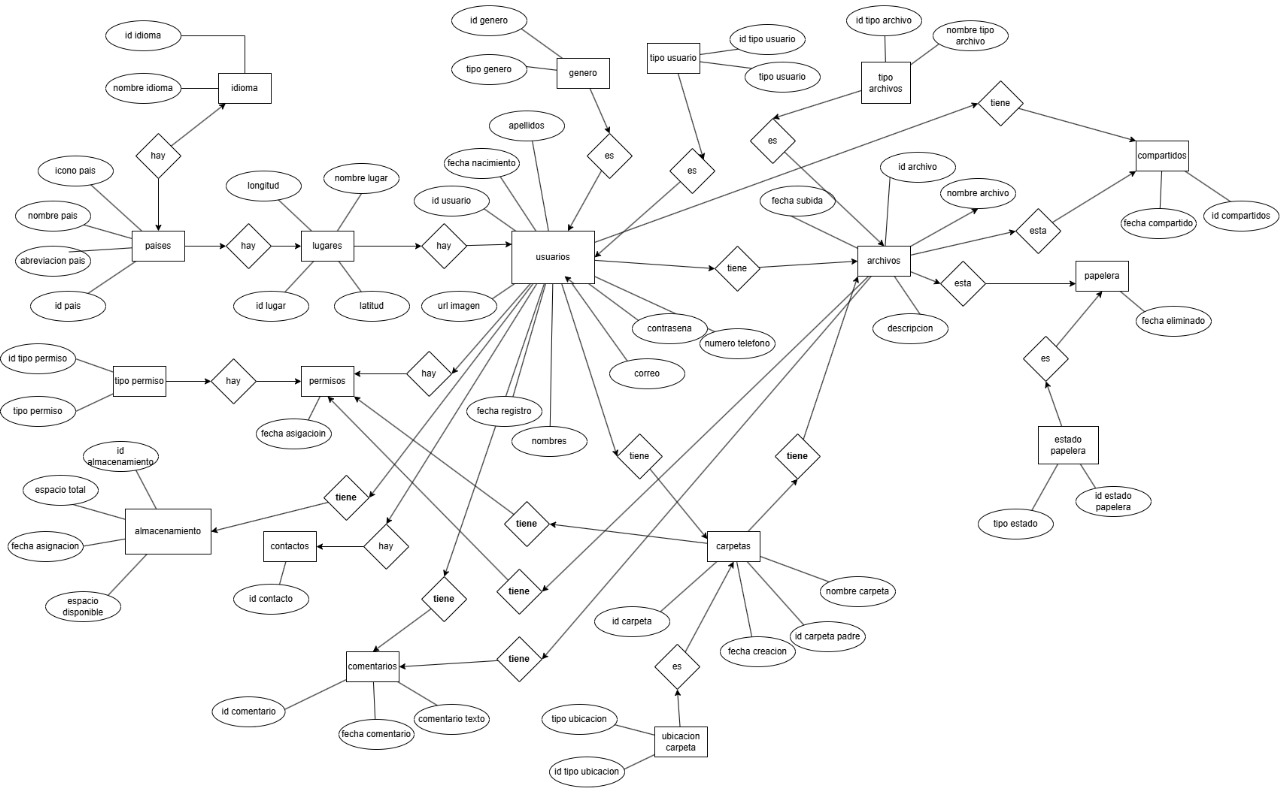 id genero
id tipo archivo
id idioma
nombre tipo
archivo
id tipo usuario
tipo usuario
tipo genero
genero
tipo usuario
nombre idioma
idioma
tipo
archivos
tiene
apellidos
es
hay
es
compartidos
fecha nacimiento
es
id archivo
icono pais
longitud
nombre lugar
nombre archivo
id usuario
fecha subida
nombre pais
fecha compartido
id compartidos
esta
paises
hay
lugares
hay
usuarios
archivos
abreviacion pais
tiene
papelera
esta
id pais
id lugar
latitud
url imagen
contrasena
numero telefono
descripcion
fecha eliminado
id tipo permiso
es
tipo permiso
hay
permisos
hay
correo
tipo permiso
fecha registro
fecha asigacioin
nombres
estado
papelera
id
almacenamiento
tiene
tiene
espacio total
tiene
id estado
papelera
tipo estado
tiene
almacenamiento
fecha asignacion
contactos
hay
carpetas
tiene
nombre carpeta
id contacto
tiene
espacio
disponible
id carpeta
id carpeta padre
fecha creacion
comentarios
tiene
es
id comentario
comentario texto
tipo ubicacion
fecha comentario
ubicacion
carpeta
id tipo ubicacion